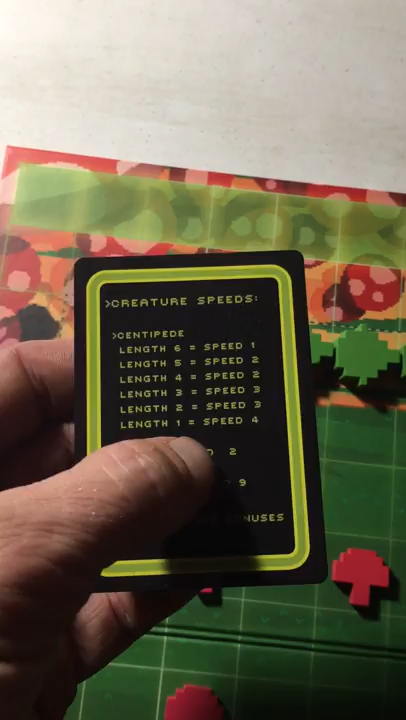 >CREATURE SPEEDS:
>CENTIPEDE
LENGTH 6 = SPEED 1
LENGTH 5 = SPEED 2
LENGTH 4 = SPEED 2
LENGTH 3 = SPEED 3
LENGTH 2 = SPEED 3
LENGTH 1 = SPEED 4
2
9